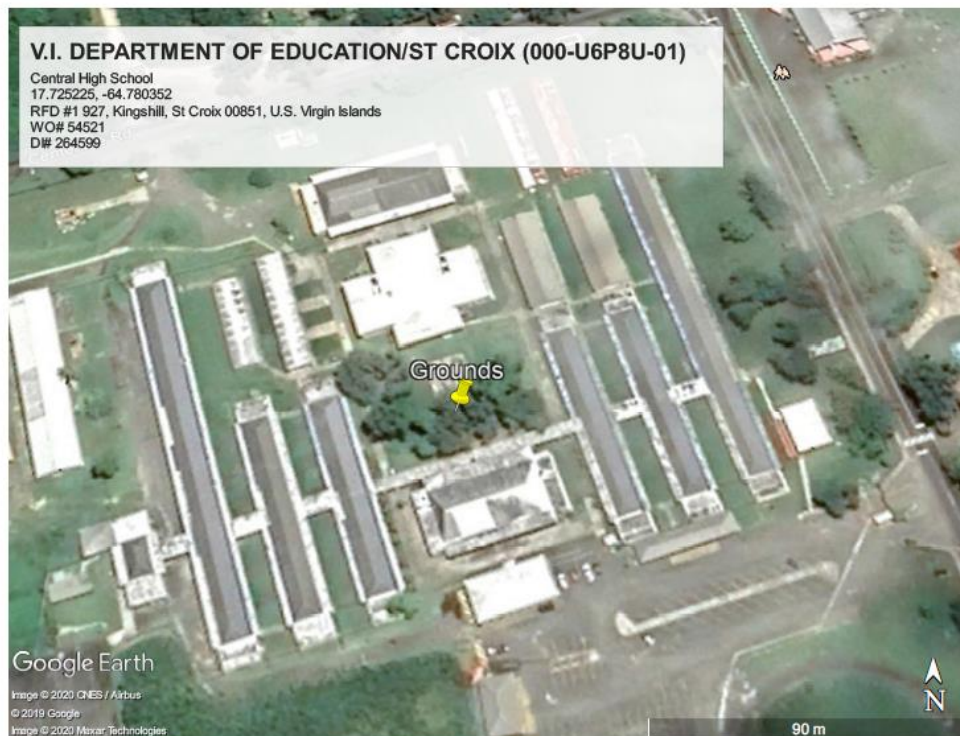 V.I. DEPARTMENT OF EDUCATION/ST CROIX (000-U6P8U-01)
Central High School
17.725225, -64.780352
RFD #1 927, Kingshill, St Croix 00851, U.S. Virgin Islands
WO# 54521
DI# 264599
Grounds
Google Earth
Image © 2020 CNES / Airbus
© 2019 Google
Image © 2020 Maxar Technologies
N
90 m